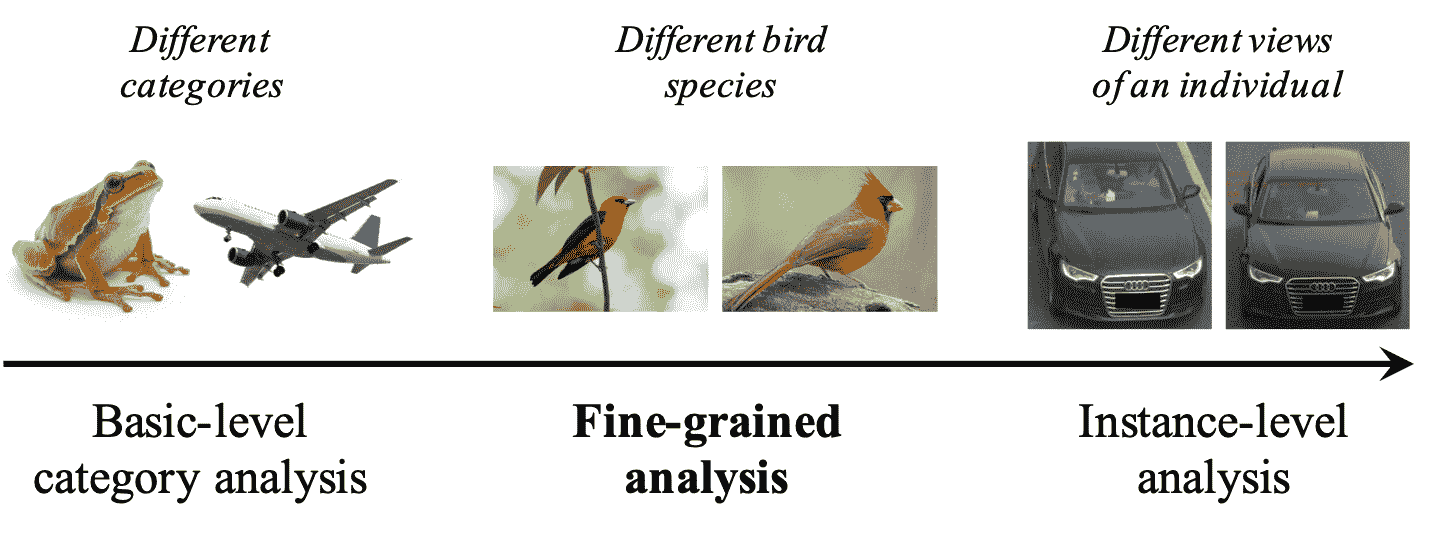 Different
categories
Different bird
species
Different views
of an individual
Basic-level
category analysis
Fine-grained
analysis
Instance-level
analysis